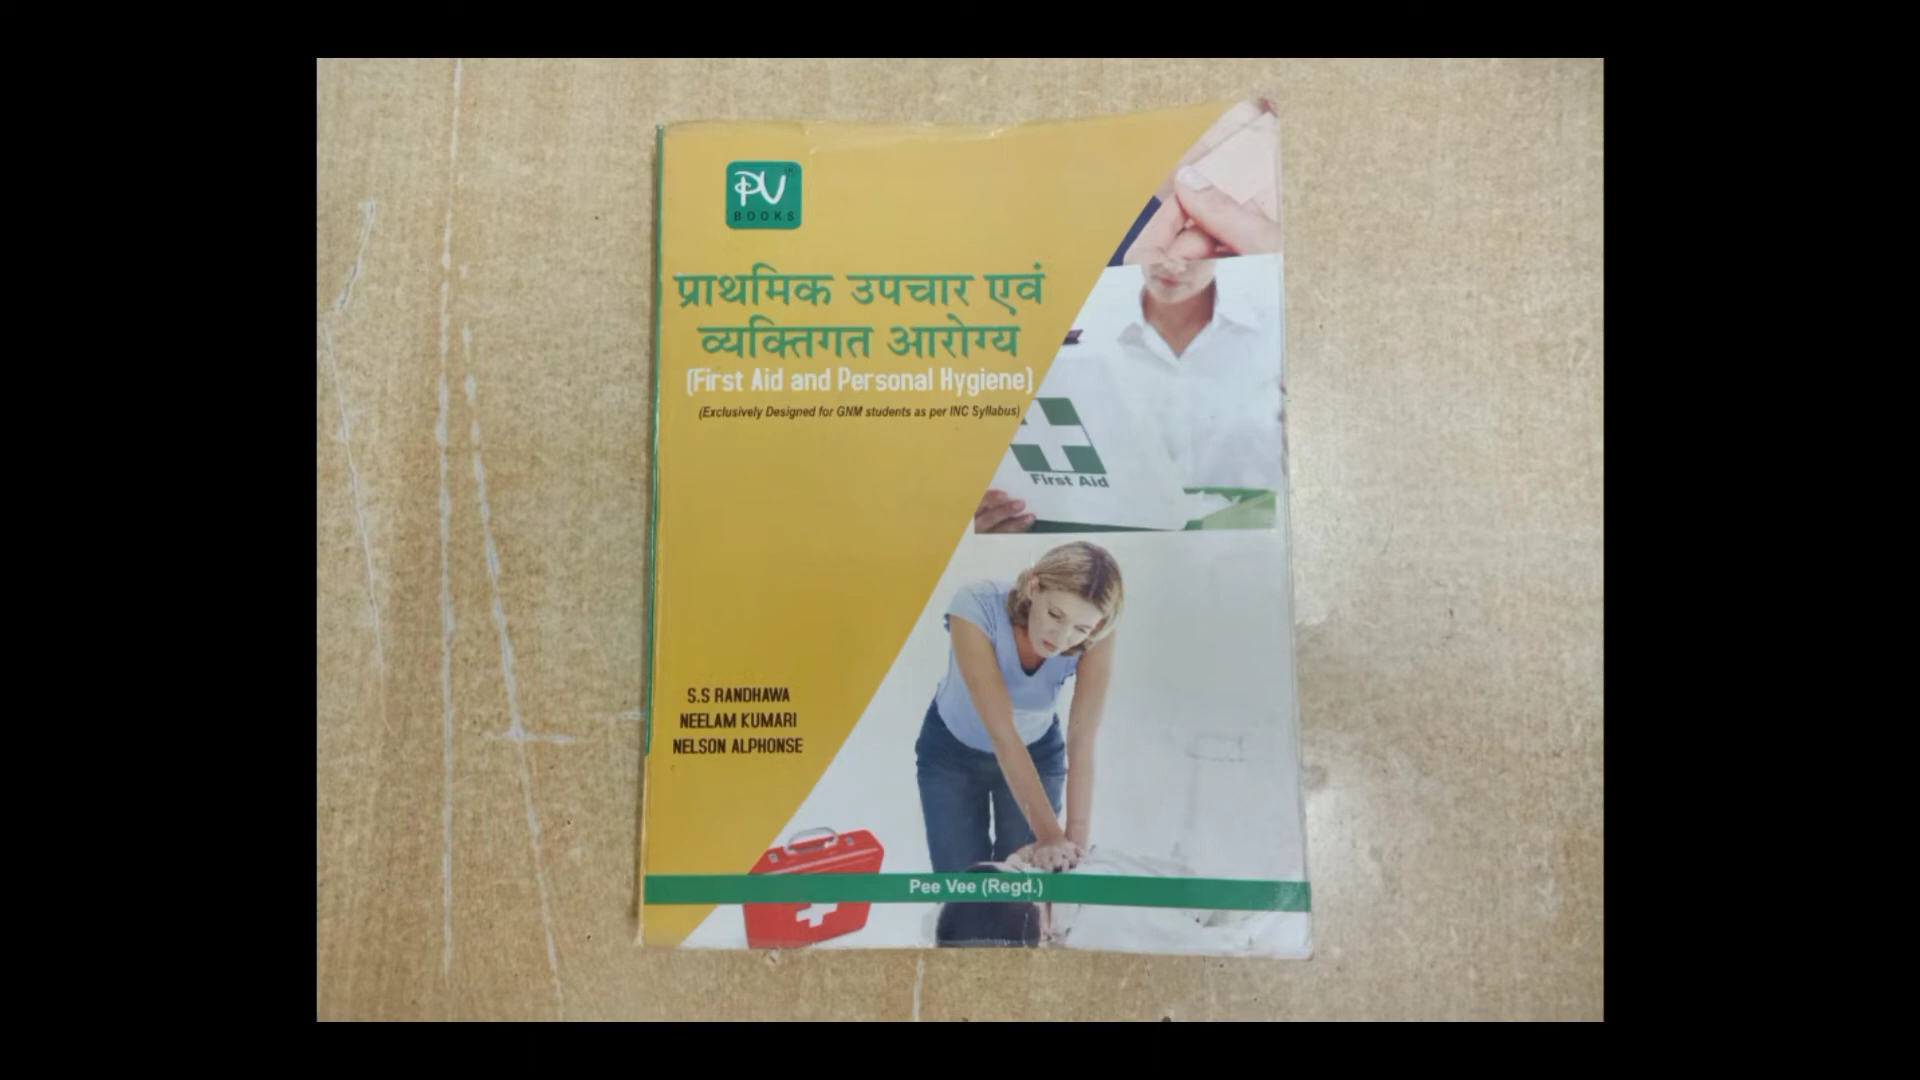 PV
BOOKS
प्राथमिक उपचार एवं
व्यक्तिगत आरोग्य
(First Aid and Personal Hygiene)
(Exclusively Designed for GNM students as per INC Syllabus)
First Aid
S.S RANDHAWA
NEELAM KUMARI
NELSON ALPHONSE
Pee Vee (Regd.)